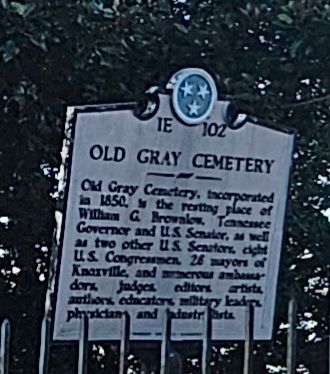 IE 102
OLD GRAY CEMETERY
Old Gray Cemetery, incorporated
in 1850, is the resting place of
William G. Brownlow, Tennessee
Governor and U.S. Senator, as well
as two other U.S. Senators, eight
U.S. Congressmen, 28 mayors of
Knoxville, and numerous ambassa-
dors, judges, editors, artists,
authors, educators, military leaders,
physicians and industrialists.